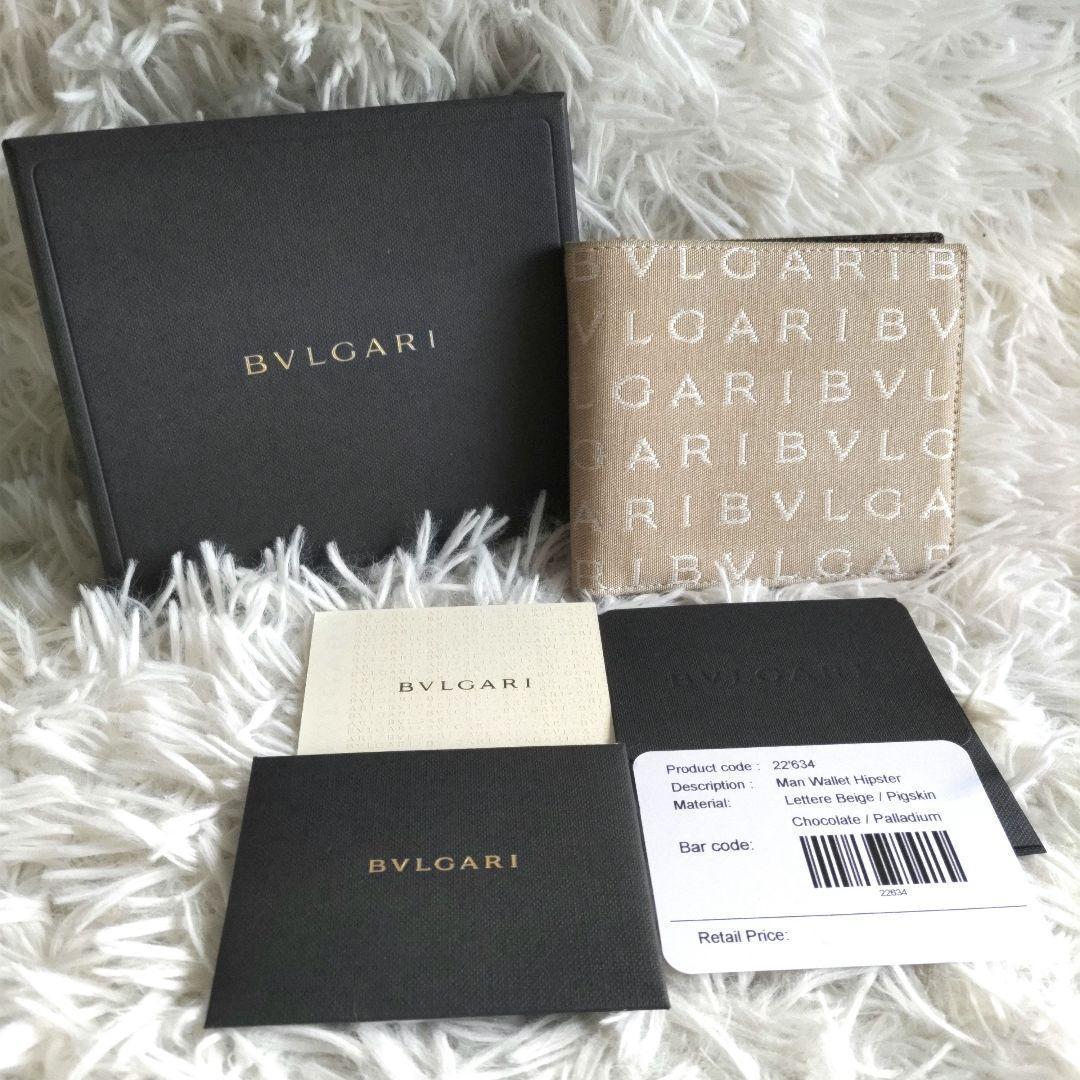 BVLGARI
BVLGARIB
VLGARIBV
LGARIBVL
GARIBVLG
ARIBVLGA
RIBVLGAR
BVLGARI
BVLGARI
BVLGARI
Product code : 22'634
Description : Man Wallet Hipster
Material: Lettere Beige / Pigskin
Chocolate / Palladium
Bar code:
22634
Retail Price: